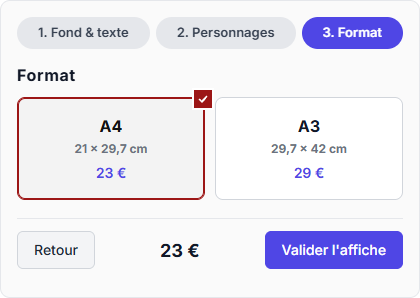 1. Fond & texte
2. Personnages
3. Format
Format
A4
21 × 29,7 cm
23 €
A3
29,7 × 42 cm
29 €
Retour
23 €
Valider l'affiche